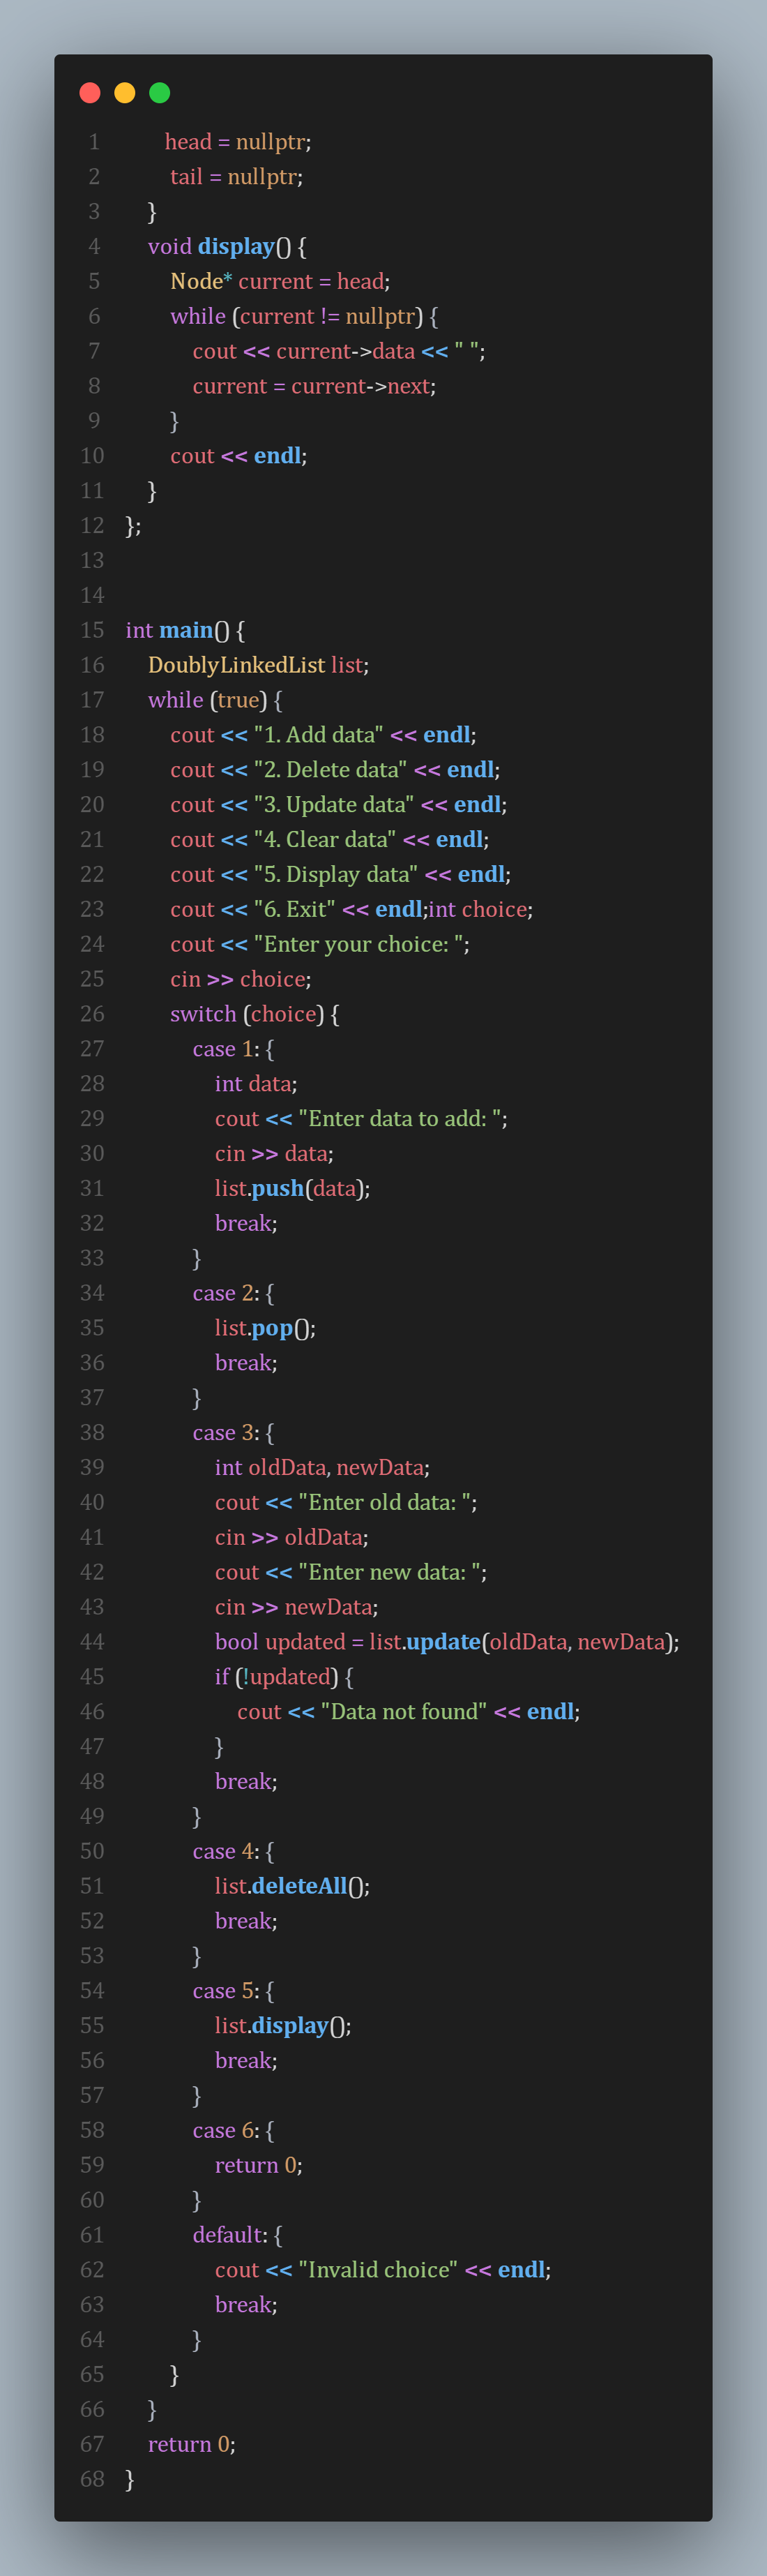 1 head = nullptr;
2 tail = nullptr;
3 }
4 void display() {
5 Node* current = head;
6 while (current != nullptr) {
7 cout << current->data << " ";
8 current = current->next;
9 }
10 cout << endl;
11 }
12 };
13
14
15 int main() {
16 DoublyLinkedList list;
17 while (true) {
18 cout << "1. Add data" << endl;
19 cout << "2. Delete data" << endl;
20 cout << "3. Update data" << endl;
21 cout << "4. Clear data" << endl;
22 cout << "5. Display data" << endl;
23 cout << "6. Exit" << endl;int choice;
24 cout << "Enter your choice: ";
25 cin >> choice;
26 switch (choice) {
27 case 1: {
28 int data;
29 cout << "Enter data to add: ";
30 cin >> data;
31 list.push(data);
32 break;
33 }
34 case 2: {
35 list.pop();
36 break;
37 }
38 case 3: {
39 int oldData, newData;
40 cout << "Enter old data: ";
41 cin >> oldData;
42 cout << "Enter new data: ";
43 cin >> newData;
44 bool updated = list.update(oldData, newData);
45 if (!updated) {
46 cout << "Data not found" << endl;
47 }
48 break;
49 }
50 case 4: {
51 list.deleteAll();
52 break;
53 }
54 case 5: {
55 list.display();
56 break;
57 }
58 case 6: {
59 return 0;
60 }
61 default: {
62 cout << "Invalid choice" << endl;
63 break;
64 }
65 }
66 }
67 return 0;
68 }